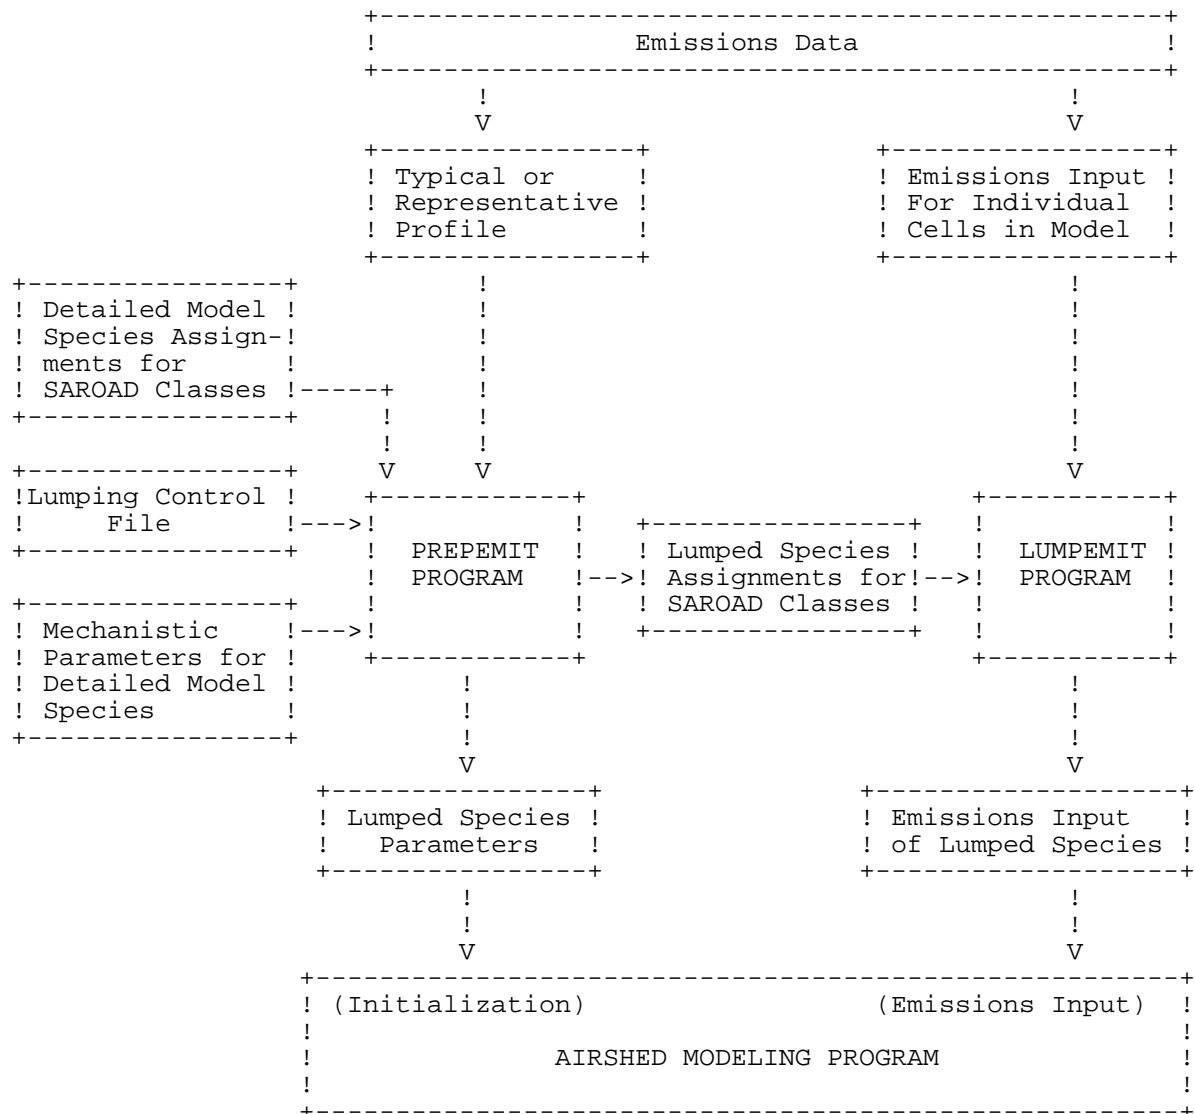 Emissions Data
Typical or
Representative
Profile
Emissions Input
For Individual
Cells in Model
Detailed Model
Species Assign-
ments for
SAROAD Classes
Lumping Control
File
Mechanistic
Parameters for
Detailed Model
Species
PREPEMIT
PROGRAM
Lumped Species
Assignments for
SAROAD Classes
LUMPEMIT
PROGRAM
Lumped Species
Parameters
Emissions Input
of Lumped Species
(Initialization)
(Emissions Input)
AIRSHED MODELING PROGRAM